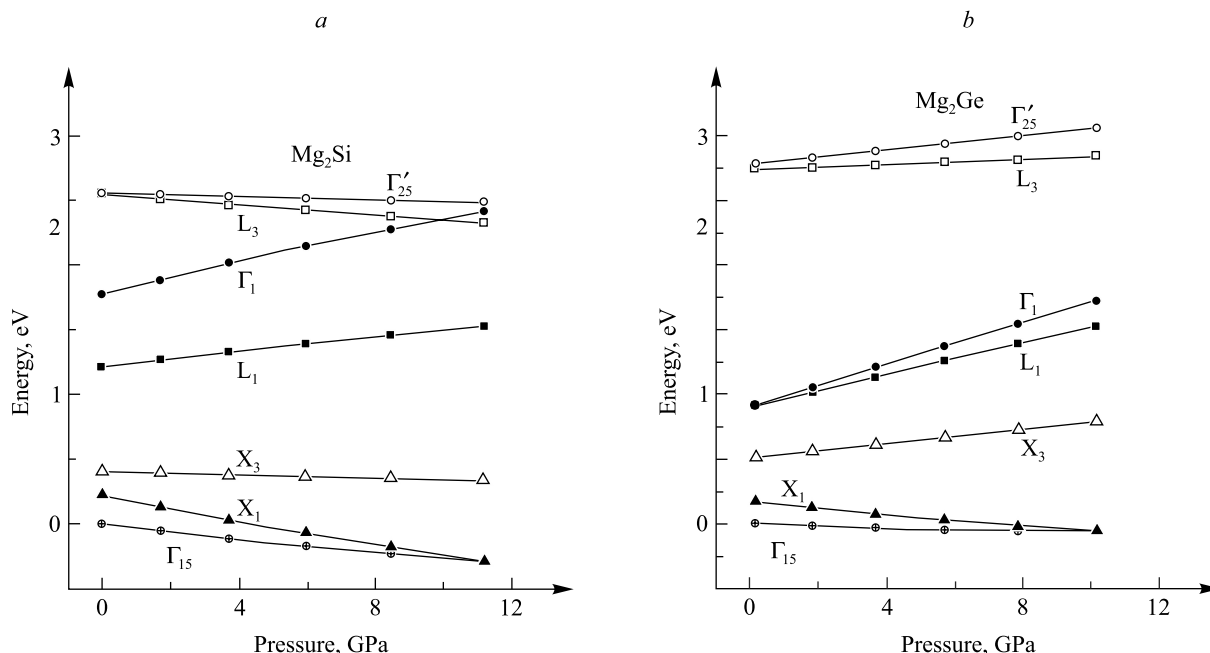 a
b
Mg₂Si
Mg₂Ge
3
2
1
0
Energy, eV
Γ′₂₅
L₃
Γ₁
L₁
X₃
X₁
Γ₁₅
0
4
8
12
Pressure, GPa
3
2
1
0
Energy, eV
Γ′₂₅
L₃
Γ₁
L₁
X₃
X₁
Γ₁₅
0
4
8
12
Pressure, GPa